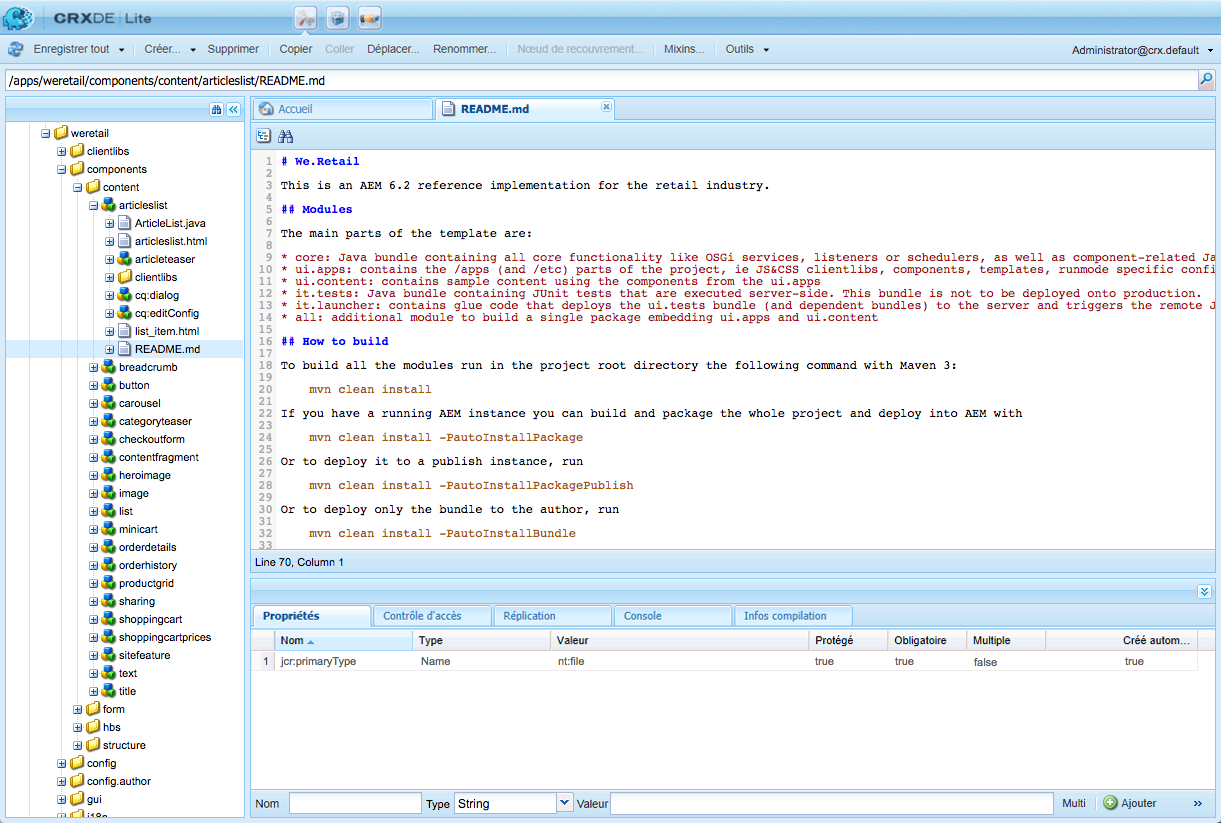 CRXDE | Lite
Enregistrer tout Créer... Supprimer Copier Coller Déplacer... Renommer... Nœud de recouvrement... Mixins... Outils Administrator@crx.default
/apps/weretail/components/content/articleslist/README.md
Accueil README.md
weretail
clientlibs
components
content
articleslist
ArticleList.java
articleslist.html
articleteaser
clientlibs
cq:dialog
cq:editConfig
list_item.html
README.md
breadcrumb
button
carousel
categoryteaser
checkoutform
contentfragment
heroimage
image
list
minicart
orderdetails
orderhistory
productgrid
sharing
shoppingcart
shoppingcartprices
sitefeature
text
title
form
hbs
structure
config
config.author
gui
i18n
1 # We.Retail
2
3 This is an AEM 6.2 reference implementation for the retail industry.
4
5 ## Modules
6
7 The main parts of the template are:
8
9 * core: Java bundle containing all core functionality like OSGi services, listeners or schedulers, as well as component-related Ja
10 * ui.apps: contains the /apps (and /etc) parts of the project, ie JS&CSS clientlibs, components, templates, runmode specific confi
11 * ui.content: contains sample content using the components from the ui.apps
12 * it.tests: Java bundle containing JUnit tests that are executed server-side. This bundle is not to be deployed onto production.
13 * it.launcher: contains glue code that deploys the ui.tests bundle (and dependent bundles) to the server and triggers the remote J
14 * all: additional module to build a single package embedding ui.apps and ui.content
15
16 ## How to build
17
18 To build all the modules run in the project root directory the following command with Maven 3:
19
20 mvn clean install
21
22 If you have a running AEM instance you can build and package the whole project and deploy into AEM with
23
24 mvn clean install -PautoInstallPackage
25
26 Or to deploy it to a publish instance, run
27
28 mvn clean install -PautoInstallPackagePublish
29
30 Or to deploy only the bundle to the author, run
31
32 mvn clean install -PautoInstallBundle
33
Line 70, Column 1
Propriétés Contrôle d'accès Réplication Console Infos compilation
Nom Type Valeur Protégé Obligatoire Multiple Créé autom...
1 jcr:primaryType Name nt:file true true false true
Nom Type String Valeur Multi Ajouter »